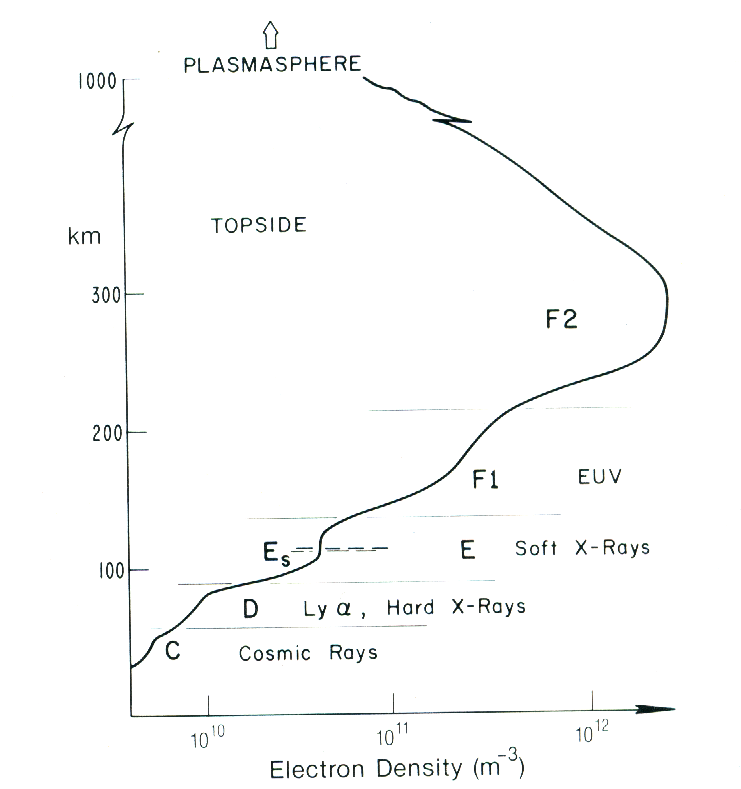 PLASMASPHERE
1000
TOPSIDE
km
300
F2
200
F1 EUV
E Soft X-Rays
Es
100
D Ly α, Hard X-Rays
C Cosmic Rays
10^10 10^11 10^12
Electron Density (m^-3)